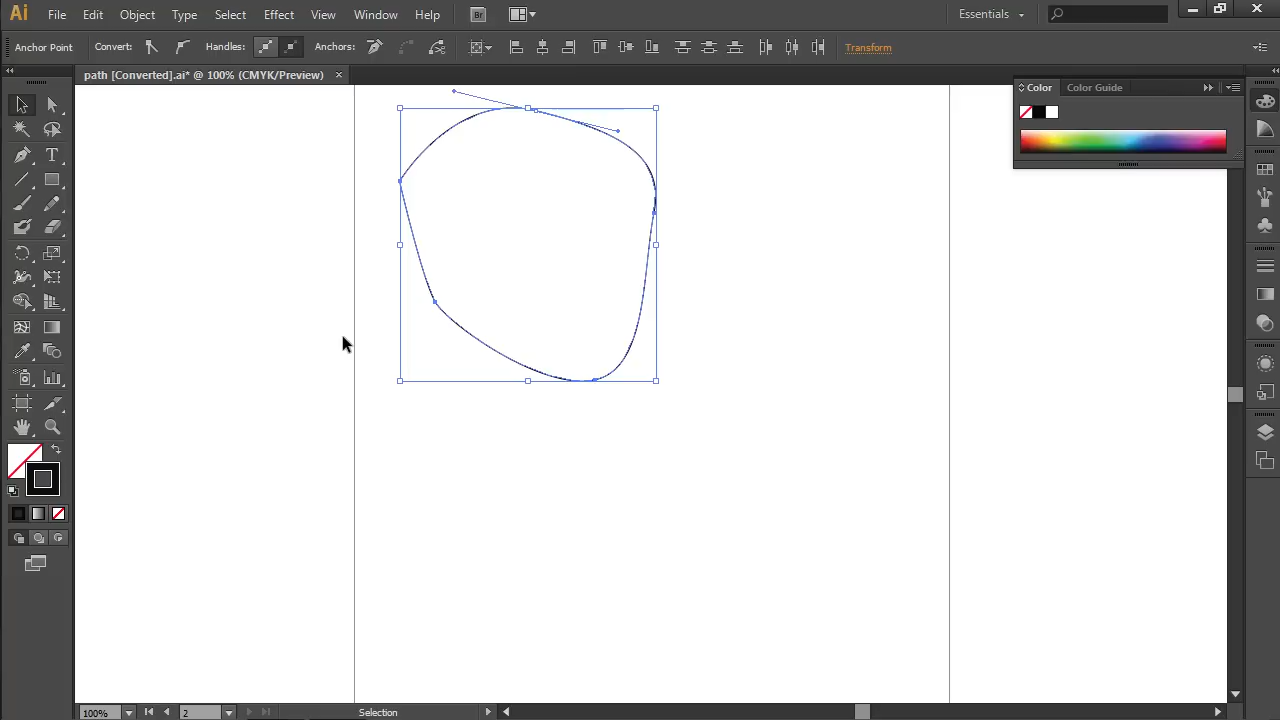 Ai File Edit Object Type Select Effect View Window Help Br Essentials
Anchor Point Convert: Handles: Anchors: Transform
path [Converted].ai* @ 100% (CMYK/Preview)
Color Color Guide
T
100% 2 Selection